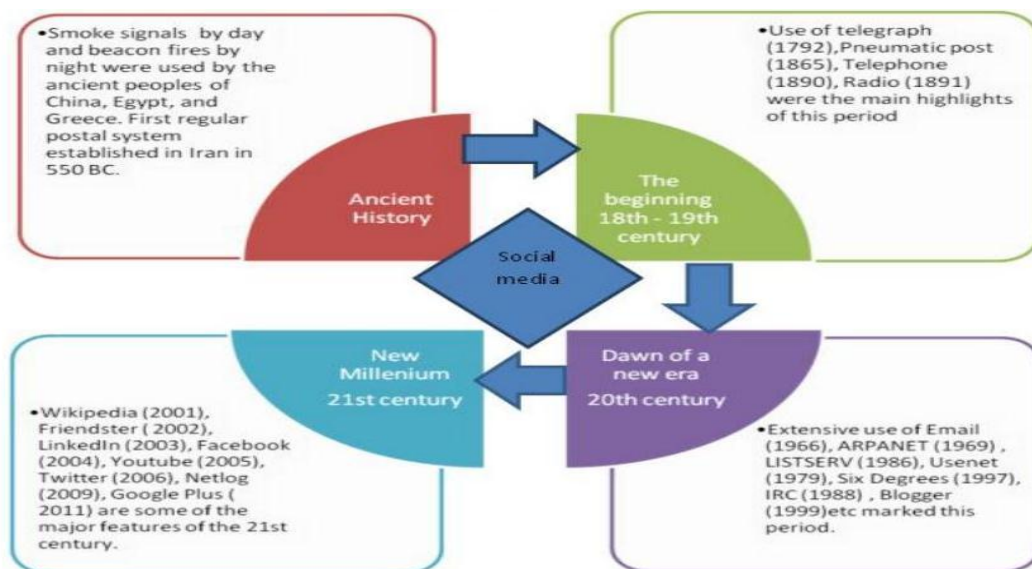 •Smoke signals by day
and beacon fires by
night were used by the
ancient peoples of
China, Egypt, and
Greece. First regular
postal system
established in Iran in
550 BC.
Ancient
History
•Use of telegraph
(1792),Pneumatic post
(1865), Telephone
(1890), Radio (1891)
were the main highlights
of this period
The
beginning
18th - 19th
century
Social
media
New
Millenium
21st century
•Wikipedia (2001),
Friendster ( 2002),
LinkedIn (2003), Facebook
(2004), Youtube (2005),
Twitter (2006), Netlog
(2009), Google Plus (
2011) are some of the
major features of the 21st
century.
Dawn of a
new era
20th century
•Extensive use of Email
(1966), ARPANET (1969) ,
LISTSERV (1986), Usenet
(1979), Six Degrees (1997),
IRC (1988) , Blogger
(1999)etc marked this
period.